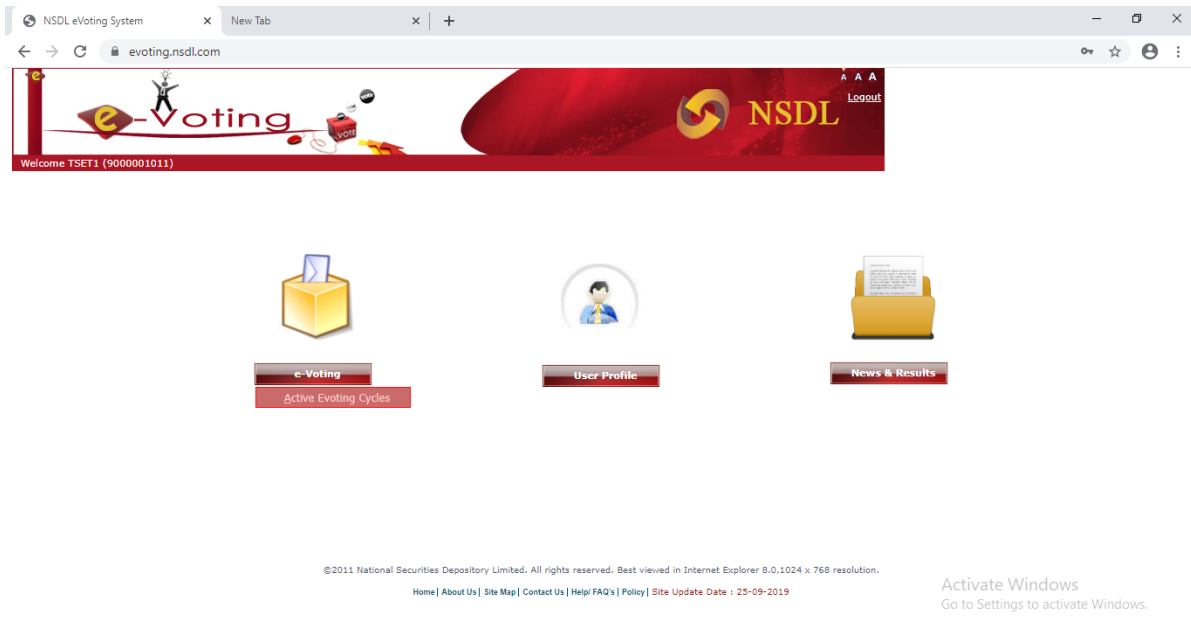 NSDL eVoting System
New Tab
evoting.nsdl.com
e
A A A
Logout
e-Voting
VOTE
NSDL
Welcome TSET1 (9000001011)
e-Voting
User Profile
News & Results
Active Evoting Cycles
©2011 National Securities Depository Limited. All rights reserved. Best viewed in Internet Explorer 8.0,1024 x 768 resolution.
Home| About Us| Site Map| Contact Us| Help/ FAQ's| Policy| Site Update Date : 25-09-2019
Activate Windows
Go to Settings to activate Windows.